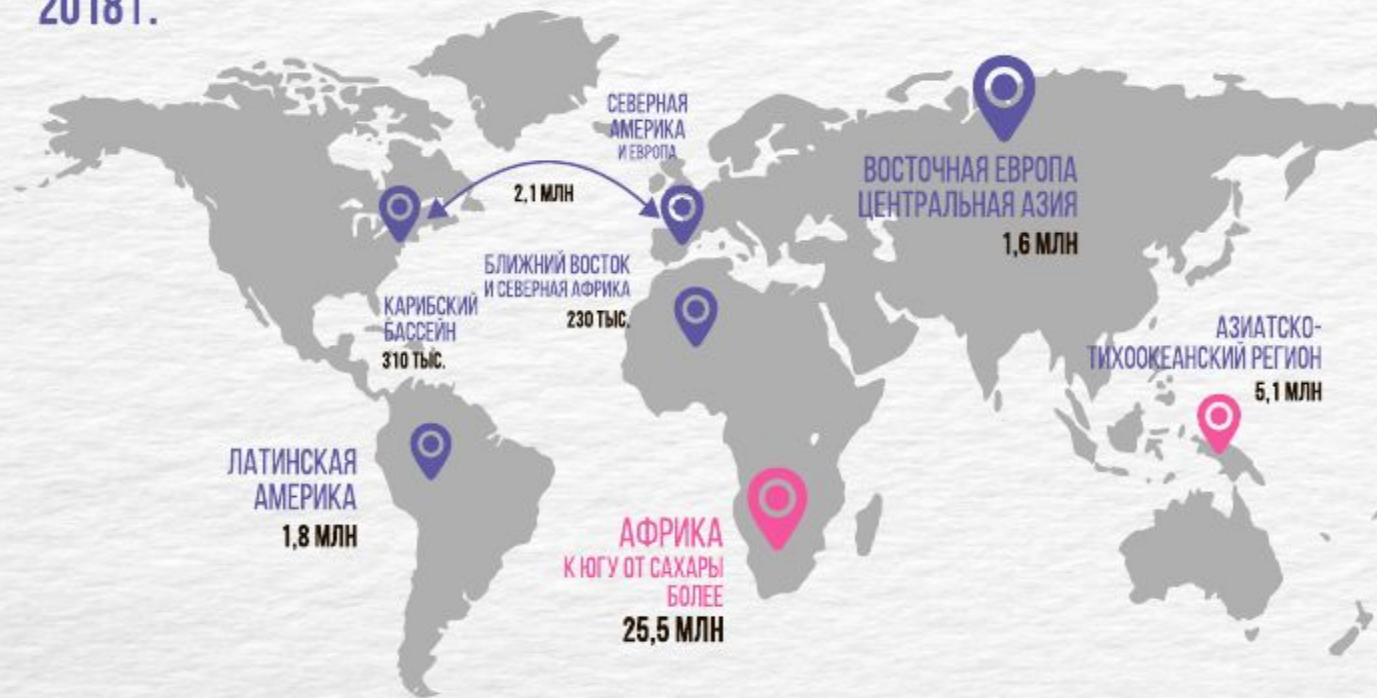 2018 Г.
СЕВЕРНАЯ
АМЕРИКА
И ЕВРОПА
2,1 МЛН
ВОСТОЧНАЯ ЕВРОПА
ЦЕНТРАЛЬНАЯ АЗИЯ
1,6 МЛН
БЛИЖНИЙ ВОСТОК
И СЕВЕРНАЯ АФРИКА
230 ТЫС.
КАРИБСКИЙ
БАССЕЙН
310 ТЫС.
АЗИАТСКО-
ТИХООКЕАНСКИЙ РЕГИОН
5,1 МЛН
ЛАТИНСКАЯ
АМЕРИКА
1,8 МЛН
АФРИКА
К ЮГУ ОТ САХАРЫ
БОЛЕЕ
25,5 МЛН